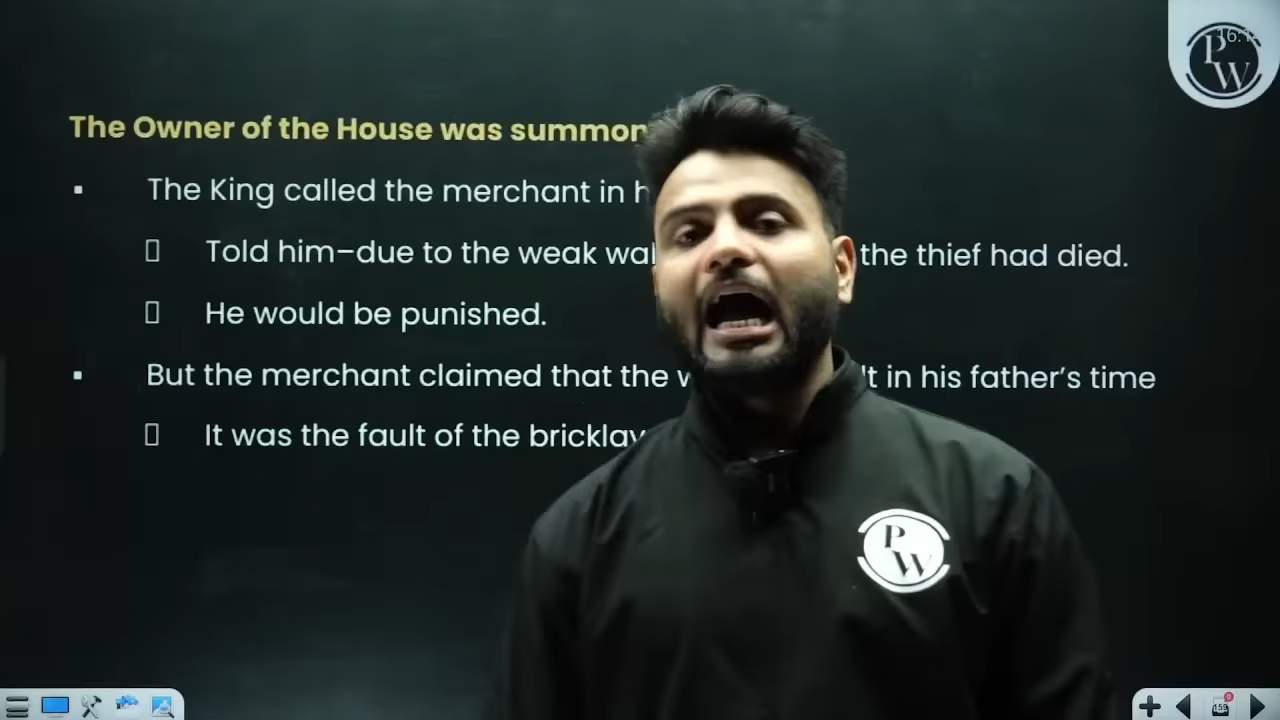 The Owner of the House was summon
▪ The King called the merchant in h
Told him–due to the weak wal the thief had died.
He would be punished.
▪ But the merchant claimed that the w lt in his father's time
It was the fault of the bricklay
P
W
P
W
159